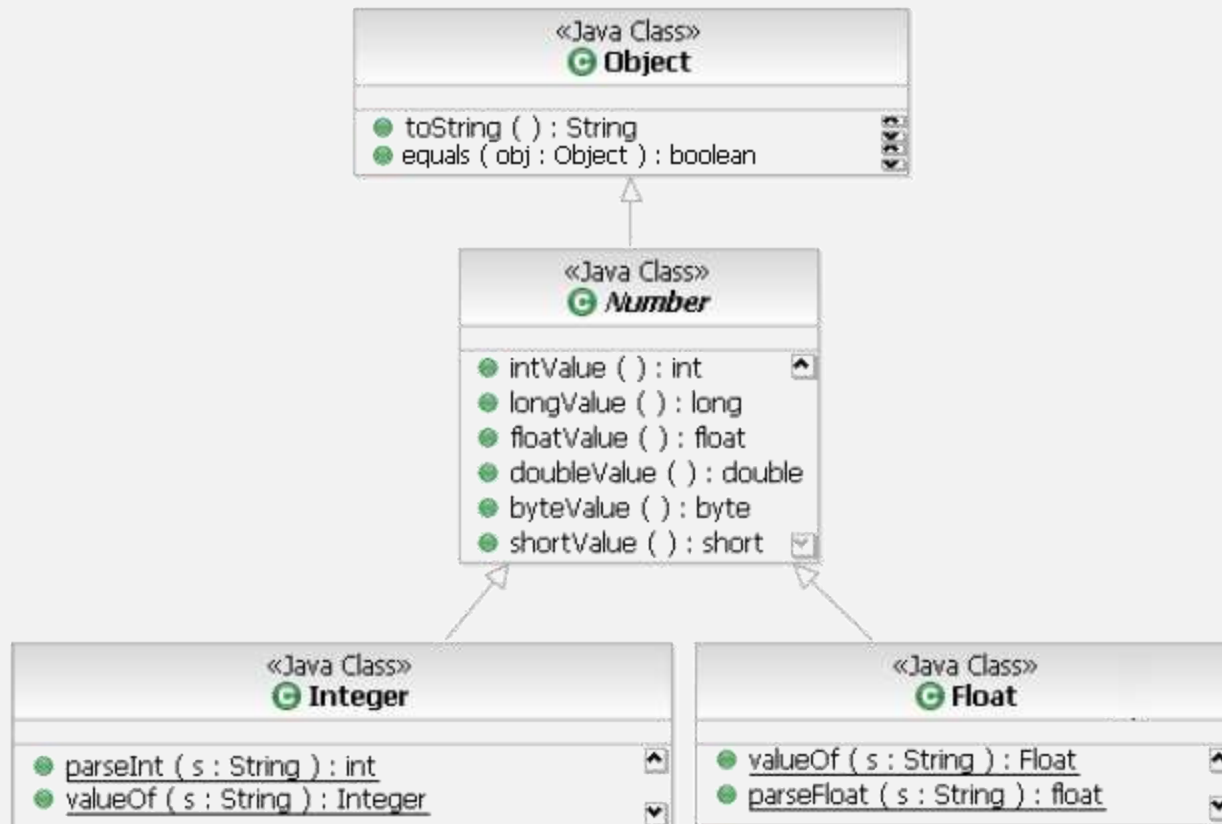 «Java Class»
Object
toString ( ) : String
equals ( obj : Object ) : boolean
«Java Class»
Number
intValue ( ) : int
longValue ( ) : long
floatValue ( ) : float
doubleValue ( ) : double
byteValue ( ) : byte
shortValue ( ) : short
«Java Class»
Integer
parseInt ( s : String ) : int
valueOf ( s : String ) : Integer
«Java Class»
Float
valueOf ( s : String ) : Float
parseFloat ( s : String ) : float